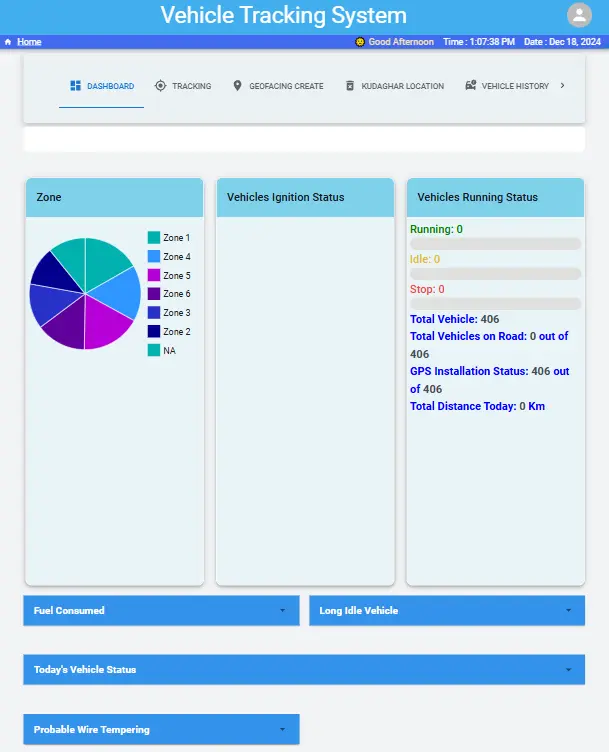 Vehicle Tracking System
Home
Good Afternoon Time : 1:07:38 PM Date : Dec 18, 2024
DASHBOARD TRACKING GEOFACING CREATE KUDAGHAR LOCATION VEHICLE HISTORY
Zone
Zone 1
Zone 4
Zone 5
Zone 6
Zone 3
Zone 2
NA
Vehicles Ignition Status
Vehicles Running Status
Running: 0
Idle: 0
Stop: 0
Total Vehicle: 406
Total Vehicles on Road: 0 out of
406
GPS Installation Status: 406 out
of 406
Total Distance Today: 0 Km
Fuel Consumed
Long Idle Vehicle
Today's Vehicle Status
Probable Wire Tempering